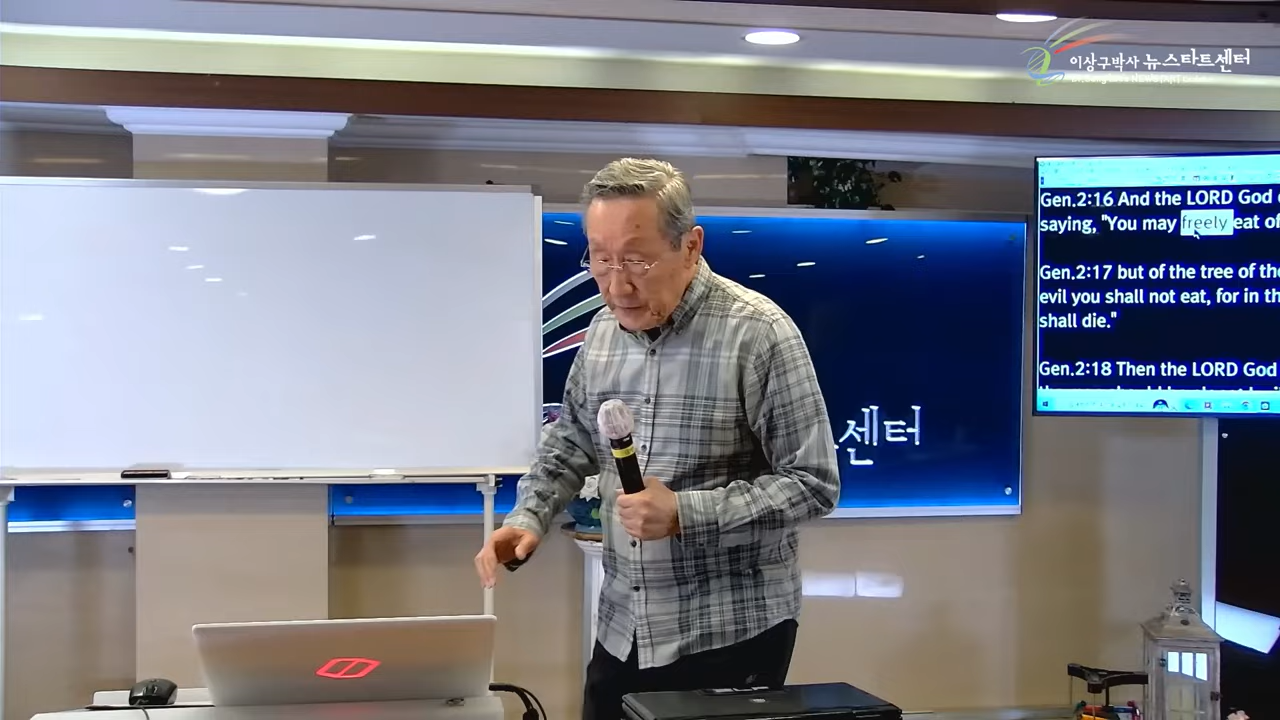 이상구박사 뉴스타트센터
Gen.2:16 And the LORD God
saying, "You may freely eat of
Gen.2:17 but of the tree of the
evil you shall not eat, for in th
shall die."
Gen.2:18 Then the LORD God
센터